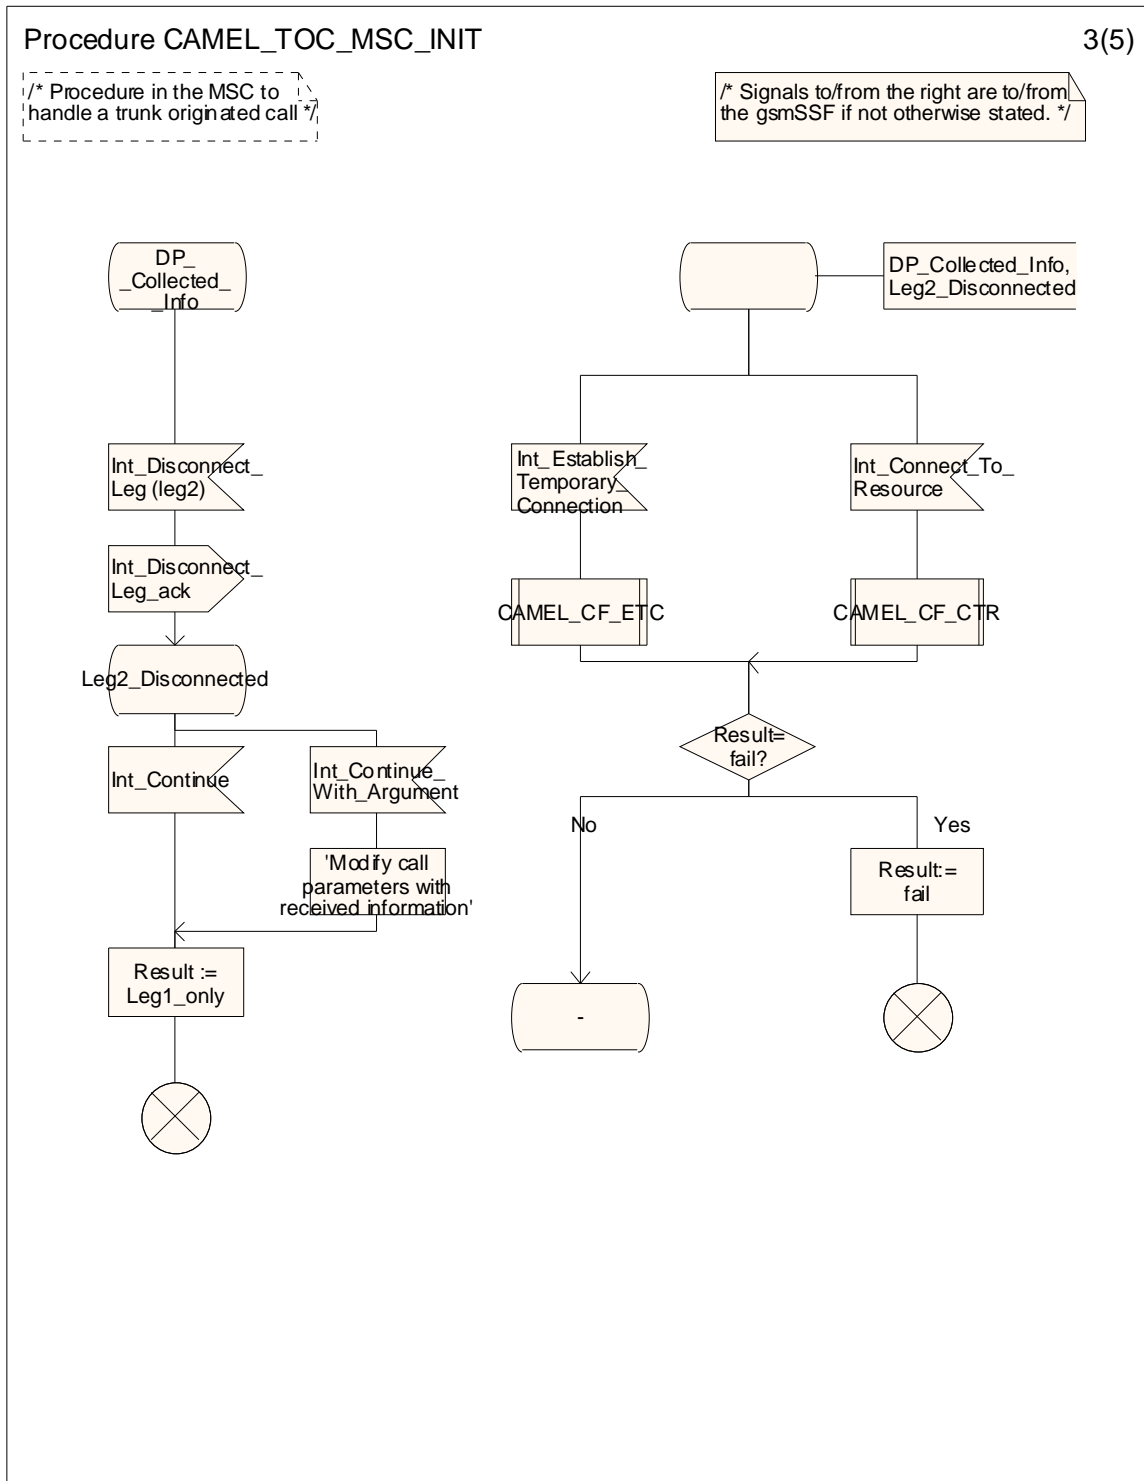 Procedure CAMEL_TOC_MSC_INIT
3(5)
/* Procedure in the MSC to
handle a trunk originated call */
/* Signals to/from the right are to/from
the gsmSSF if not otherwise stated. */
DP_
_Collected_
_Info
DP_Collected_Info,
Leg2_Disconnected
Int_Disconnect_
Leg (leg2)
Int_Establish_
Temporary_
Connection
Int_Connect_To_
Resource
Int_Disconnect_
Leg_ack
CAMEL_CF_ETC
CAMEL_CF_CTR
Leg2_Disconnected
Result=
fail?
Int_Continue
Int_Continue_
With_Argument
No
Yes
'Modify call
parameters with
received information'
Result:=
fail
Result :=
Leg1_only
-